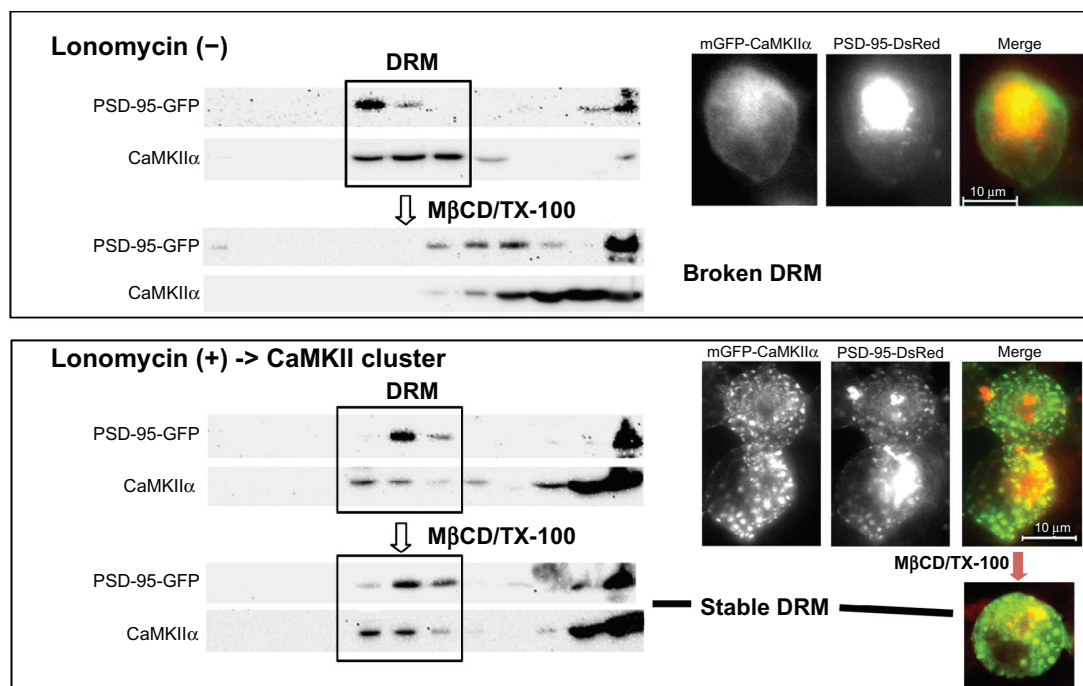 Lonomycin (−)
DRM
PSD-95-GFP
CaMKIIα
MβCD/TX-100
PSD-95-GFP
CaMKIIα
mGFP-CaMKIIα PSD-95-DsRed Merge
10 μm
Broken DRM
Lonomycin (+) -> CaMKII cluster
DRM
PSD-95-GFP
CaMKIIα
MβCD/TX-100
PSD-95-GFP
CaMKIIα
mGFP-CaMKIIα PSD-95-DsRed Merge
10 μm
MβCD/TX-100
Stable DRM